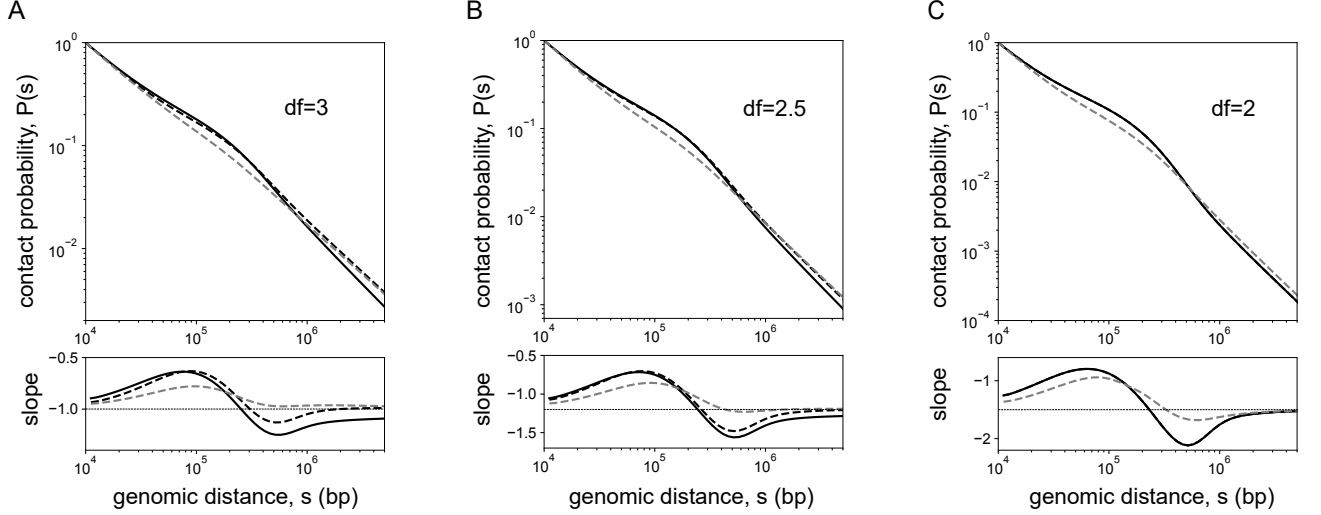 A
B
C
contact probability, P(s)
10^0
10^-1
10^-2
df=3
10^4
10^5
10^6
slope
−0.5
−1.0
10^4
10^5
10^6
genomic distance, s (bp)
contact probability, P(s)
10^0
10^-1
10^-2
10^-3
df=2.5
10^4
10^5
10^6
slope
−0.5
−1.0
−1.5
10^4
10^5
10^6
genomic distance, s (bp)
contact probability, P(s)
10^0
10^-1
10^-2
10^-3
10^-4
df=2
10^4
10^5
10^6
slope
−1
−2
10^4
10^5
10^6
genomic distance, s (bp)